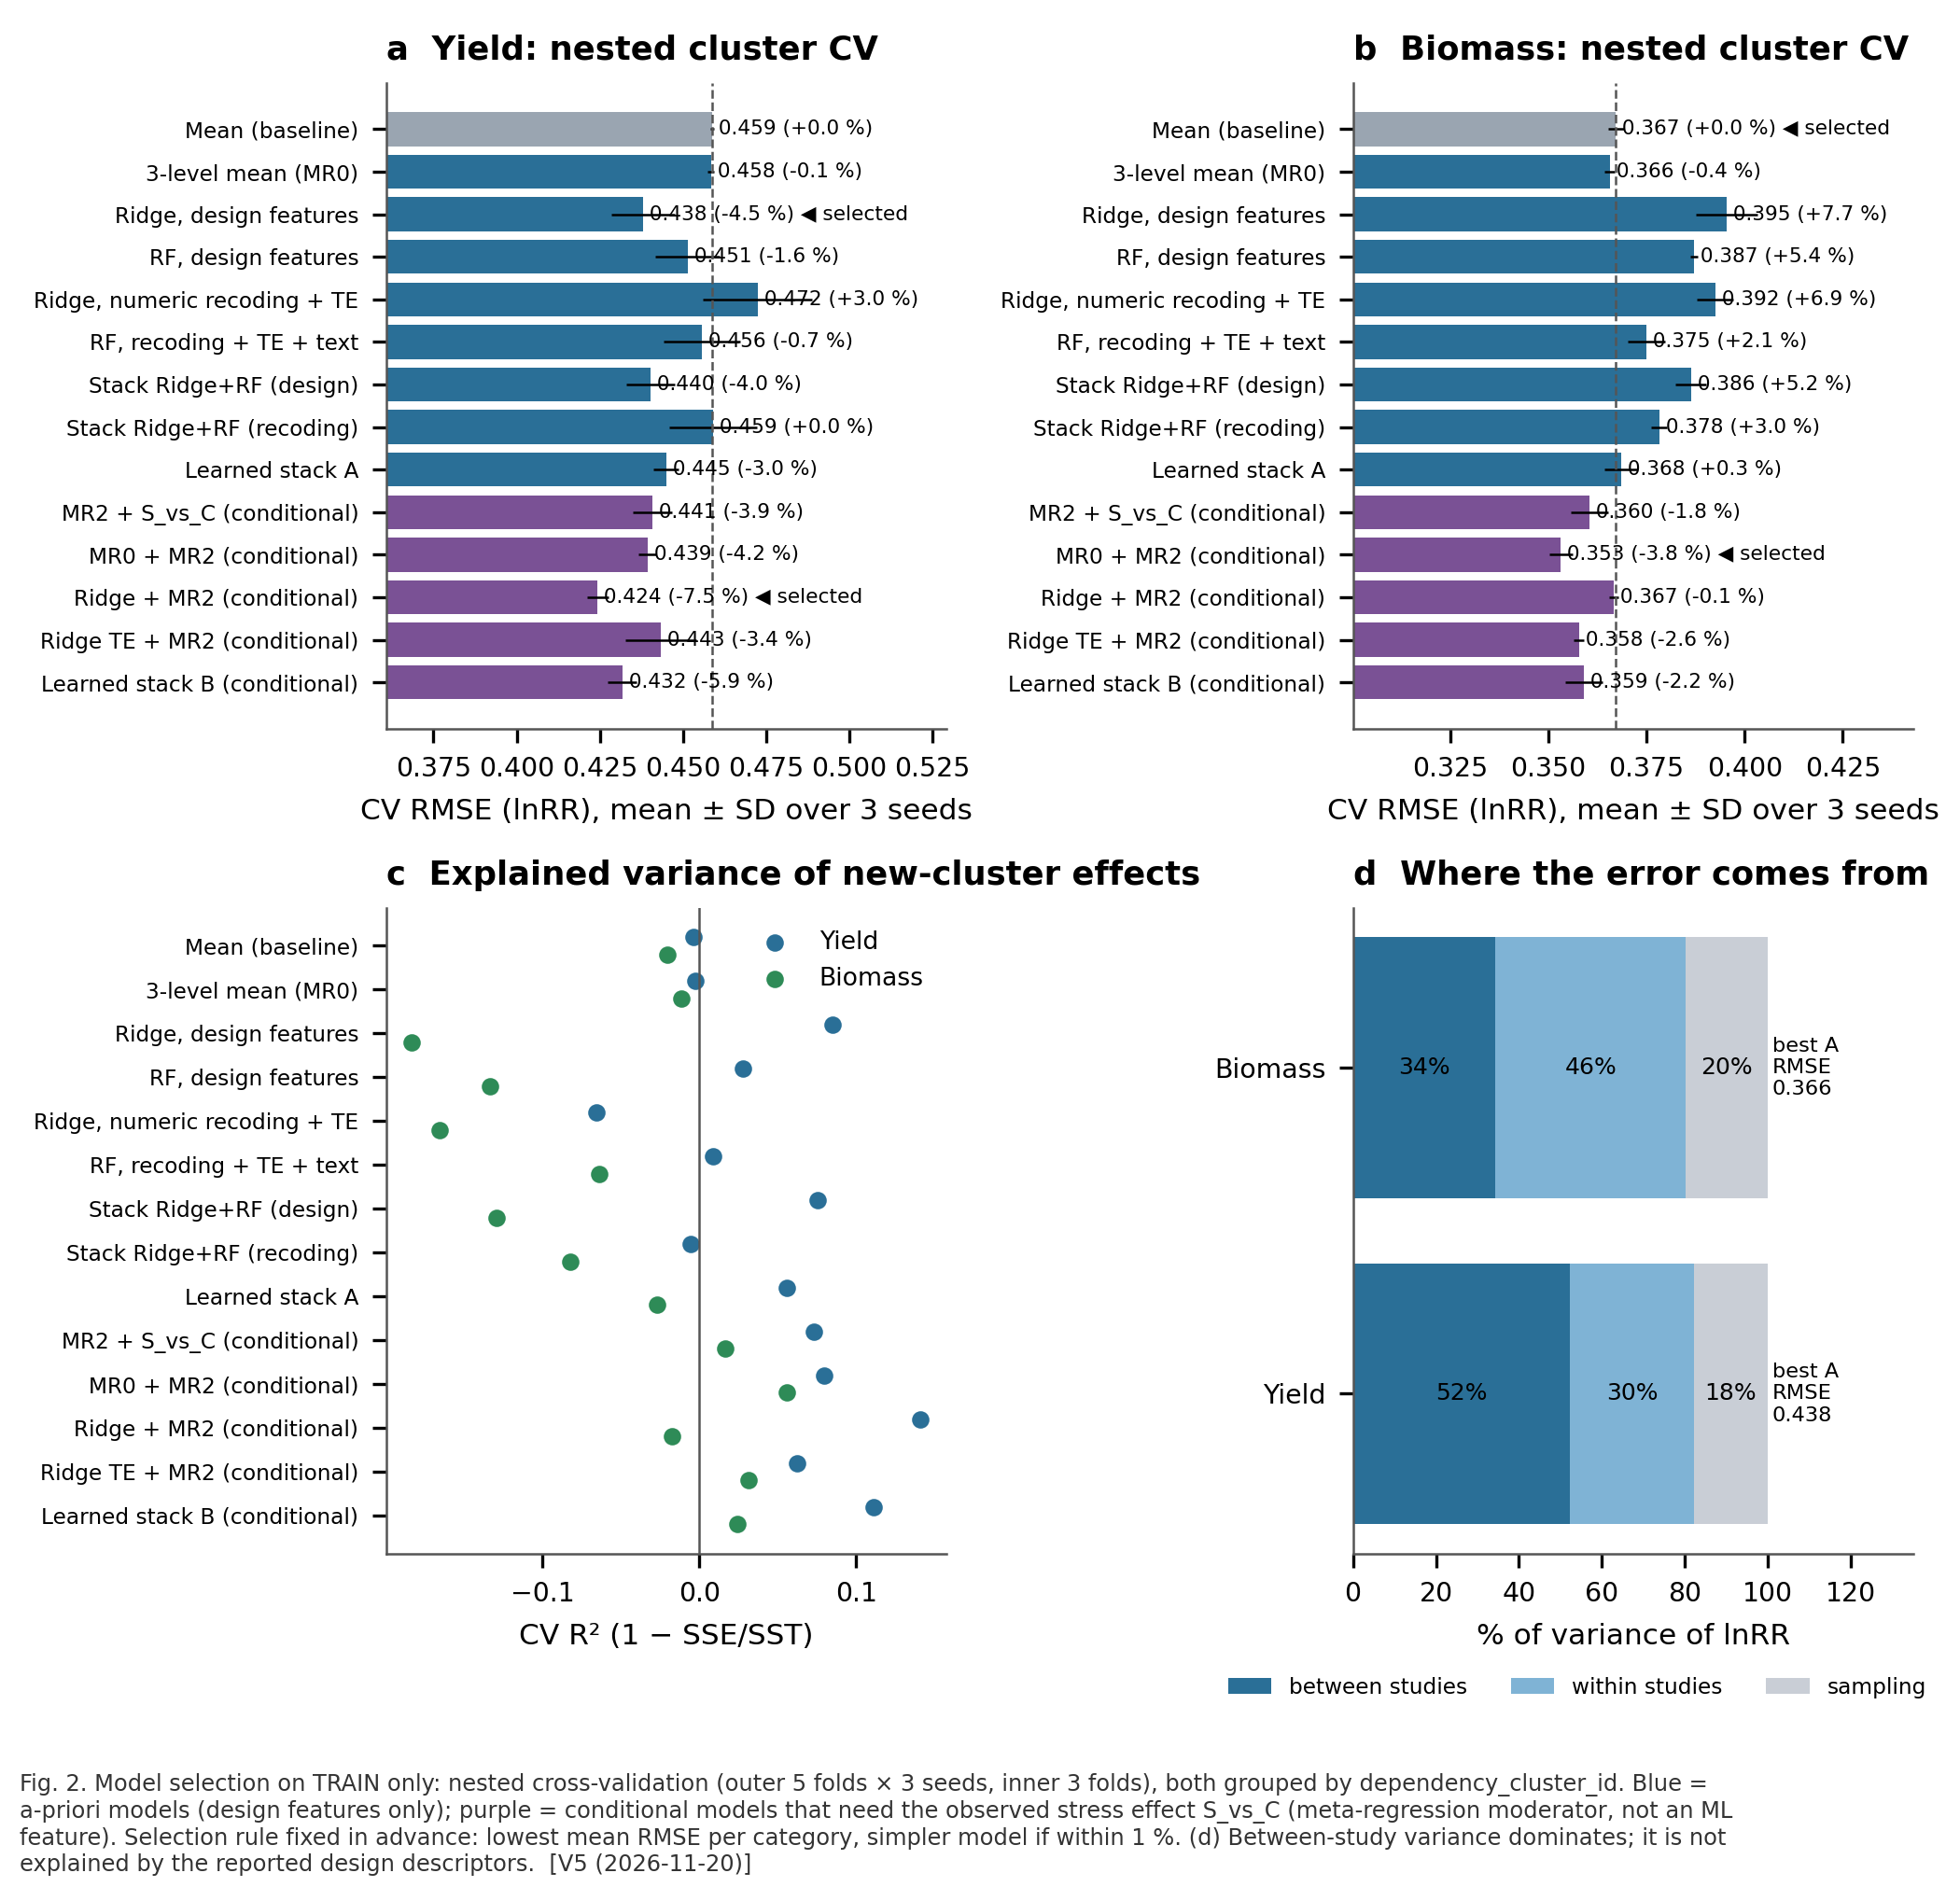 a  Yield: nested cluster CV
Mean (baseline)
3-level mean (MR0)
Ridge, design features
RF, design features
Ridge, numeric recoding + TE
RF, recoding + TE + text
Stack Ridge+RF (design)
Stack Ridge+RF (recoding)
Learned stack A
MR2 + S_vs_C (conditional)
MR0 + MR2 (conditional)
Ridge + MR2 (conditional)
Ridge TE + MR2 (conditional)
Learned stack B (conditional)
0.459 (+0.0 %)
0.458 (-0.1 %)
0.438 (-4.5 %) ◀ selected
0.451 (-1.6 %)
0.472 (+3.0 %)
0.456 (-0.7 %)
0.440 (-4.0 %)
0.459 (+0.0 %)
0.445 (-3.0 %)
0.441 (-3.9 %)
0.439 (-4.2 %)
0.424 (-7.5 %) ◀ selected
0.443 (-3.4 %)
0.432 (-5.9 %)
0.375 0.400 0.425 0.450 0.475 0.500 0.525
CV RMSE (lnRR), mean ± SD over 3 seeds
b  Biomass: nested cluster CV
Mean (baseline)
3-level mean (MR0)
Ridge, design features
RF, design features
Ridge, numeric recoding + TE
RF, recoding + TE + text
Stack Ridge+RF (design)
Stack Ridge+RF (recoding)
Learned stack A
MR2 + S_vs_C (conditional)
MR0 + MR2 (conditional)
Ridge + MR2 (conditional)
Ridge TE + MR2 (conditional)
Learned stack B (conditional)
0.367 (+0.0 %) ◀ selected
0.366 (-0.4 %)
0.395 (+7.7 %)
0.387 (+5.4 %)
0.392 (+6.9 %)
0.375 (+2.1 %)
0.386 (+5.2 %)
0.378 (+3.0 %)
0.368 (+0.3 %)
0.360 (-1.8 %)
0.353 (-3.8 %) ◀ selected
0.367 (-0.1 %)
0.358 (-2.6 %)
0.359 (-2.2 %)
0.325 0.350 0.375 0.400 0.425
CV RMSE (lnRR), mean ± SD over 3 seeds
c  Explained variance of new-cluster effects
Yield
Biomass
Mean (baseline)
3-level mean (MR0)
Ridge, design features
RF, design features
Ridge, numeric recoding + TE
RF, recoding + TE + text
Stack Ridge+RF (design)
Stack Ridge+RF (recoding)
Learned stack A
MR2 + S_vs_C (conditional)
MR0 + MR2 (conditional)
Ridge + MR2 (conditional)
Ridge TE + MR2 (conditional)
Learned stack B (conditional)
−0.1 0.0 0.1
CV R² (1 − SSE/SST)
d  Where the error comes from
Biomass
34% 46% 20%
best A
RMSE
0.366
Yield
52% 30% 18%
best A
RMSE
0.438
0 20 40 60 80 100 120
% of variance of lnRR
between studies within studies sampling
Fig. 2. Model selection on TRAIN only: nested cross-validation (outer 5 folds × 3 seeds, inner 3 folds), both grouped by dependency_cluster_id. Blue =
a-priori models (design features only); purple = conditional models that need the observed stress effect S_vs_C (meta-regression moderator, not an ML
feature). Selection rule fixed in advance: lowest mean RMSE per category, simpler model if within 1 %. (d) Between-study variance dominates; it is not
explained by the reported design descriptors.  [V5 (2026-11-20)]